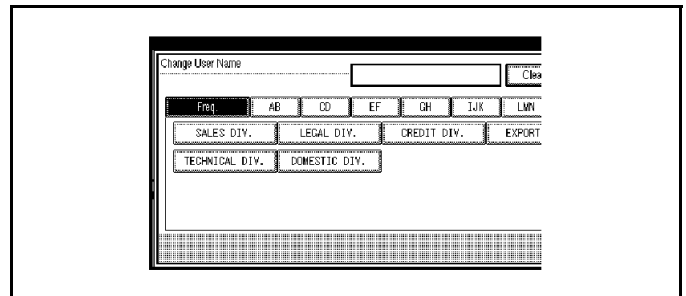 Change User Name
Clea
Freq. AB CD EF GH IJK LMN
SALES DIV. LEGAL DIV. CREDIT DIV. EXPORT
TECHNICAL DIV. DOMESTIC DIV.